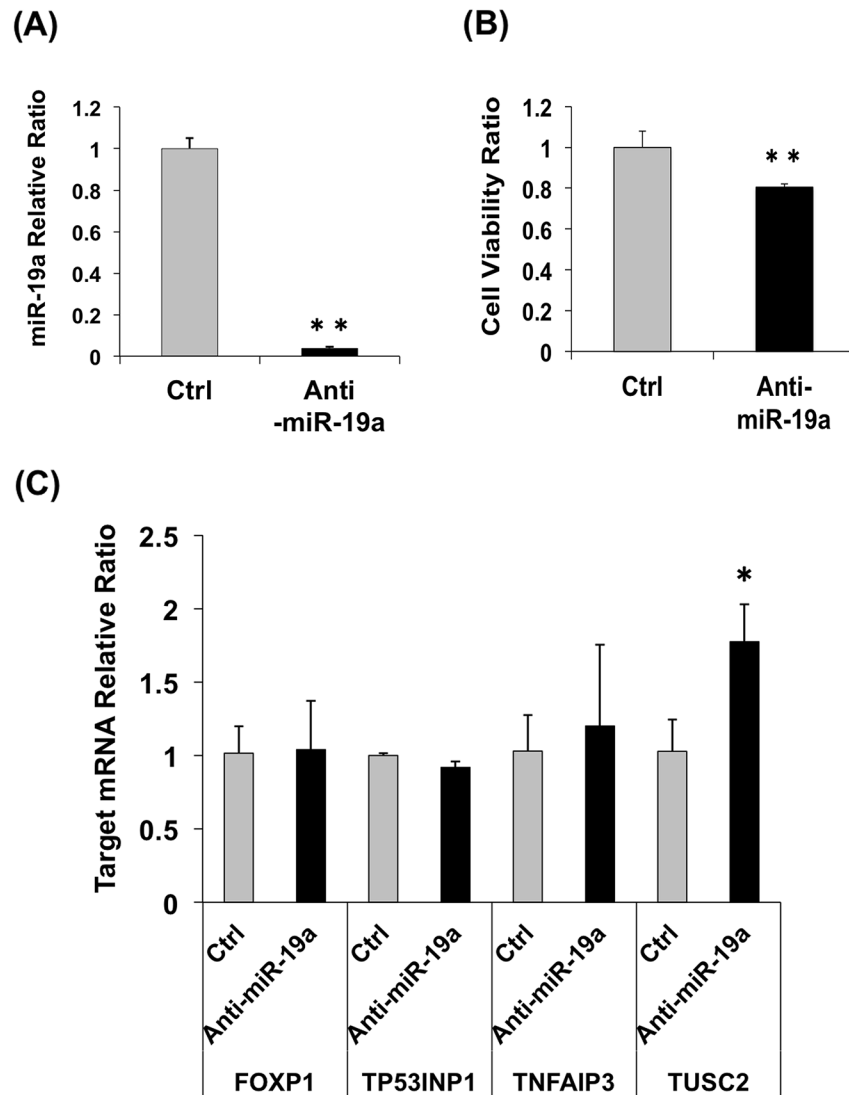 (A)
miR-19a Relative Ratio
1.2
1
0.8
0.6
0.4
0.2
0
* *
Ctrl
Anti
-miR-19a
(B)
Cell Viability Ratio
1.2
1
0.8
0.6
0.4
0.2
0
* *
Ctrl
Anti-
miR-19a
(C)
Target mRNA Relative Ratio
2.5
2
1.5
1
0.5
0
*
Ctrl
Anti-miR-19a
Ctrl
Anti-miR-19a
Ctrl
Anti-miR-19a
Ctrl
Anti-miR-19a
FOXP1
TP53INP1
TNFAIP3
TUSC2